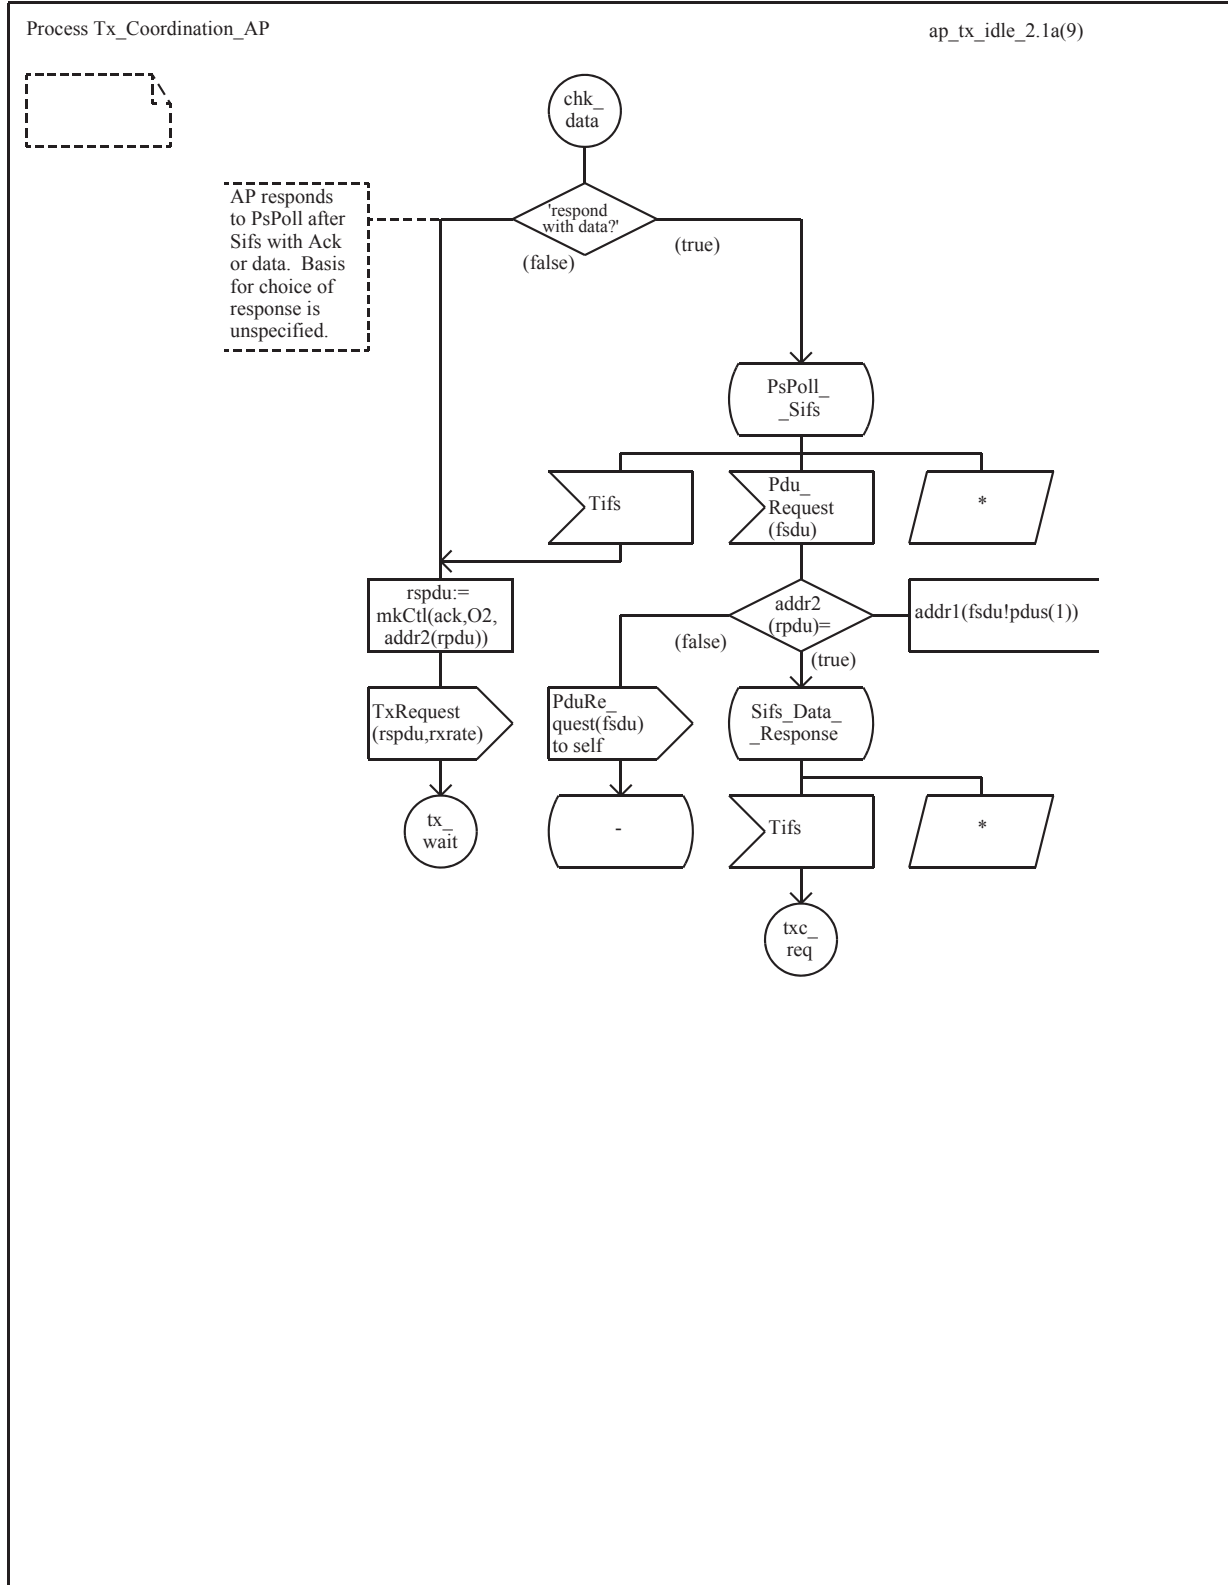 Process Tx_Coordination_AP
ap_tx_idle_2.1a(9)
chk_
data
AP responds
to PsPoll after
Sifs with Ack
or data.  Basis
for choice of
response is
unspecified.
'respond
with data?'
(false)
(true)
PsPoll_
_Sifs
Tifs
Pdu_
Request
(fsdu)
*
rspdu:=
mkCtl(ack,O2,
addr2(rpdu))
addr2
(rpdu)=
addr1(fsdu!pdus(1))
(false)
(true)
TxRequest
(rspdu,rxrate)
PduRe_
quest(fsdu)
to self
Sifs_Data_
_Response
tx_
wait
-
Tifs
*
txc_
req